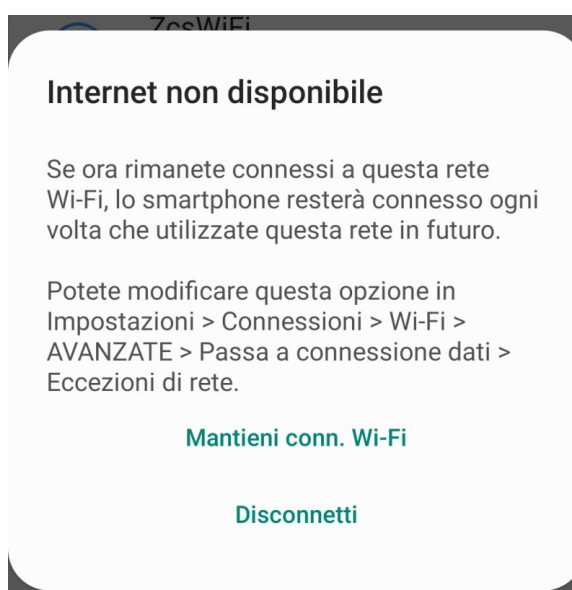 ZcsWiFi
Internet non disponibile
Se ora rimanete connessi a questa rete
Wi-Fi, lo smartphone resterà connesso ogni
volta che utilizzate questa rete in futuro.
Potete modificare questa opzione in
Impostazioni > Connessioni > Wi-Fi >
AVANZATE > Passa a connessione dati >
Eccezioni di rete.
Mantieni conn. Wi-Fi
Disconnetti